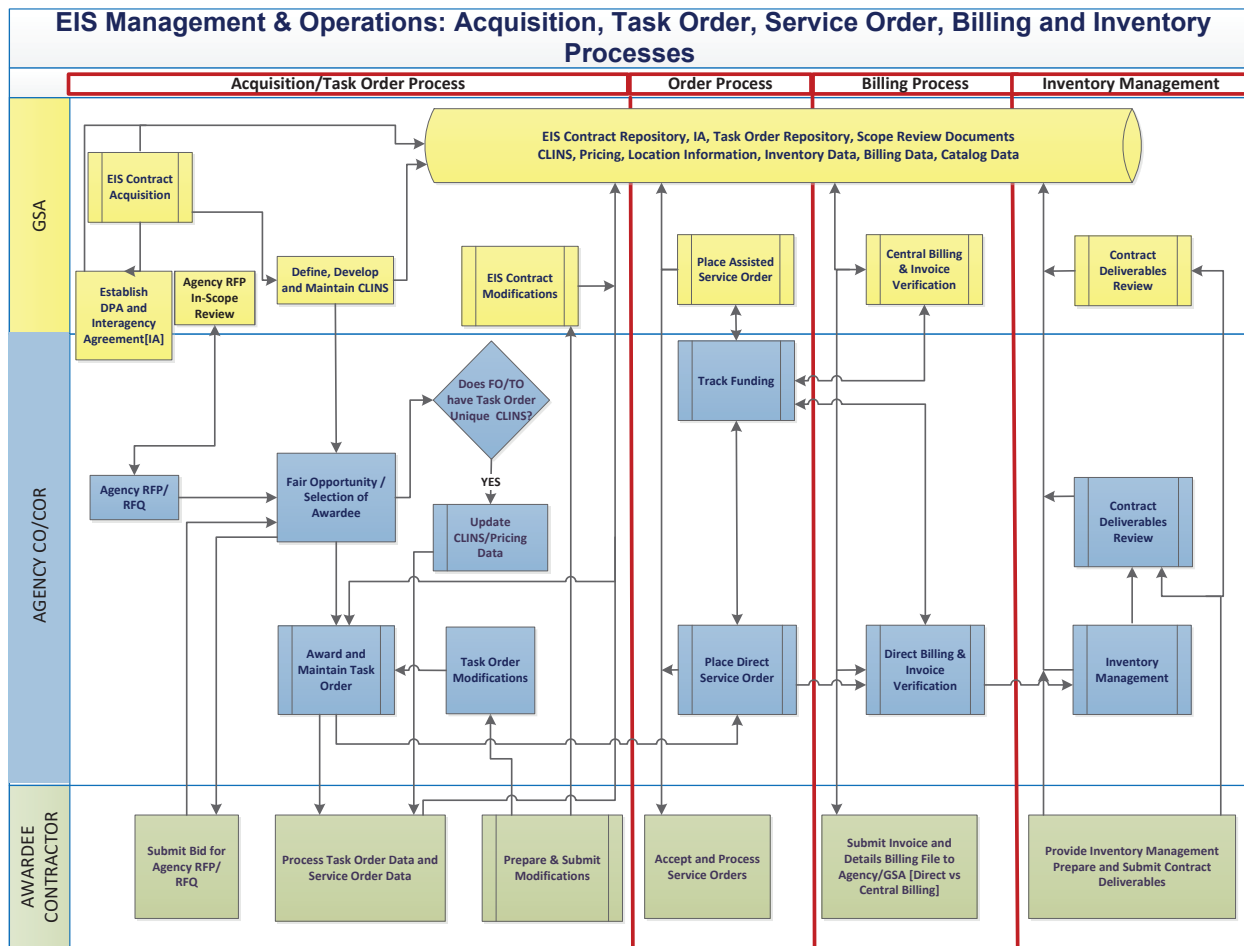 EIS Management & Operations: Acquisition, Task Order, Service Order, Billing and Inventory
Processes
Acquisition/Task Order Process
Order Process
Billing Process
Inventory Management
GSA
EIS Contract Repository, IA, Task Order Repository, Scope Review Documents
CLINS, Pricing, Location Information, Inventory Data, Billing Data, Catalog Data
EIS Contract
Acquisition
Establish
DPA and
Interagency
Agreement[IA]
Agency RFP
In-Scope
Review
Define, Develop
and Maintain CLINS
EIS Contract
Modifications
Place Assisted
Service Order
Central Billing
& Invoice
Verification
Contract
Deliverables
Review
AGENCY CO/COR
Does FO/TO
have Task Order
Unique CLINS?
YES
Track Funding
Agency RFP/
RFQ
Fair Opportunity /
Selection of
Awardee
Update
CLINS/Pricing
Data
Contract
Deliverables
Review
Award and
Maintain Task
Order
Task Order
Modifications
Place Direct
Service Order
Direct Billing &
Invoice
Verification
Inventory
Management
AWARDEE
CONTRACTOR
Submit Bid for
Agency RFP/
RFQ
Process Task Order Data and
Service Order Data
Prepare & Submit
Modifications
Accept and Process
Service Orders
Submit Invoice and
Details Billing File to
Agency/GSA [Direct vs
Central Billing]
Provide Inventory Management
Prepare and Submit Contract
Deliverables